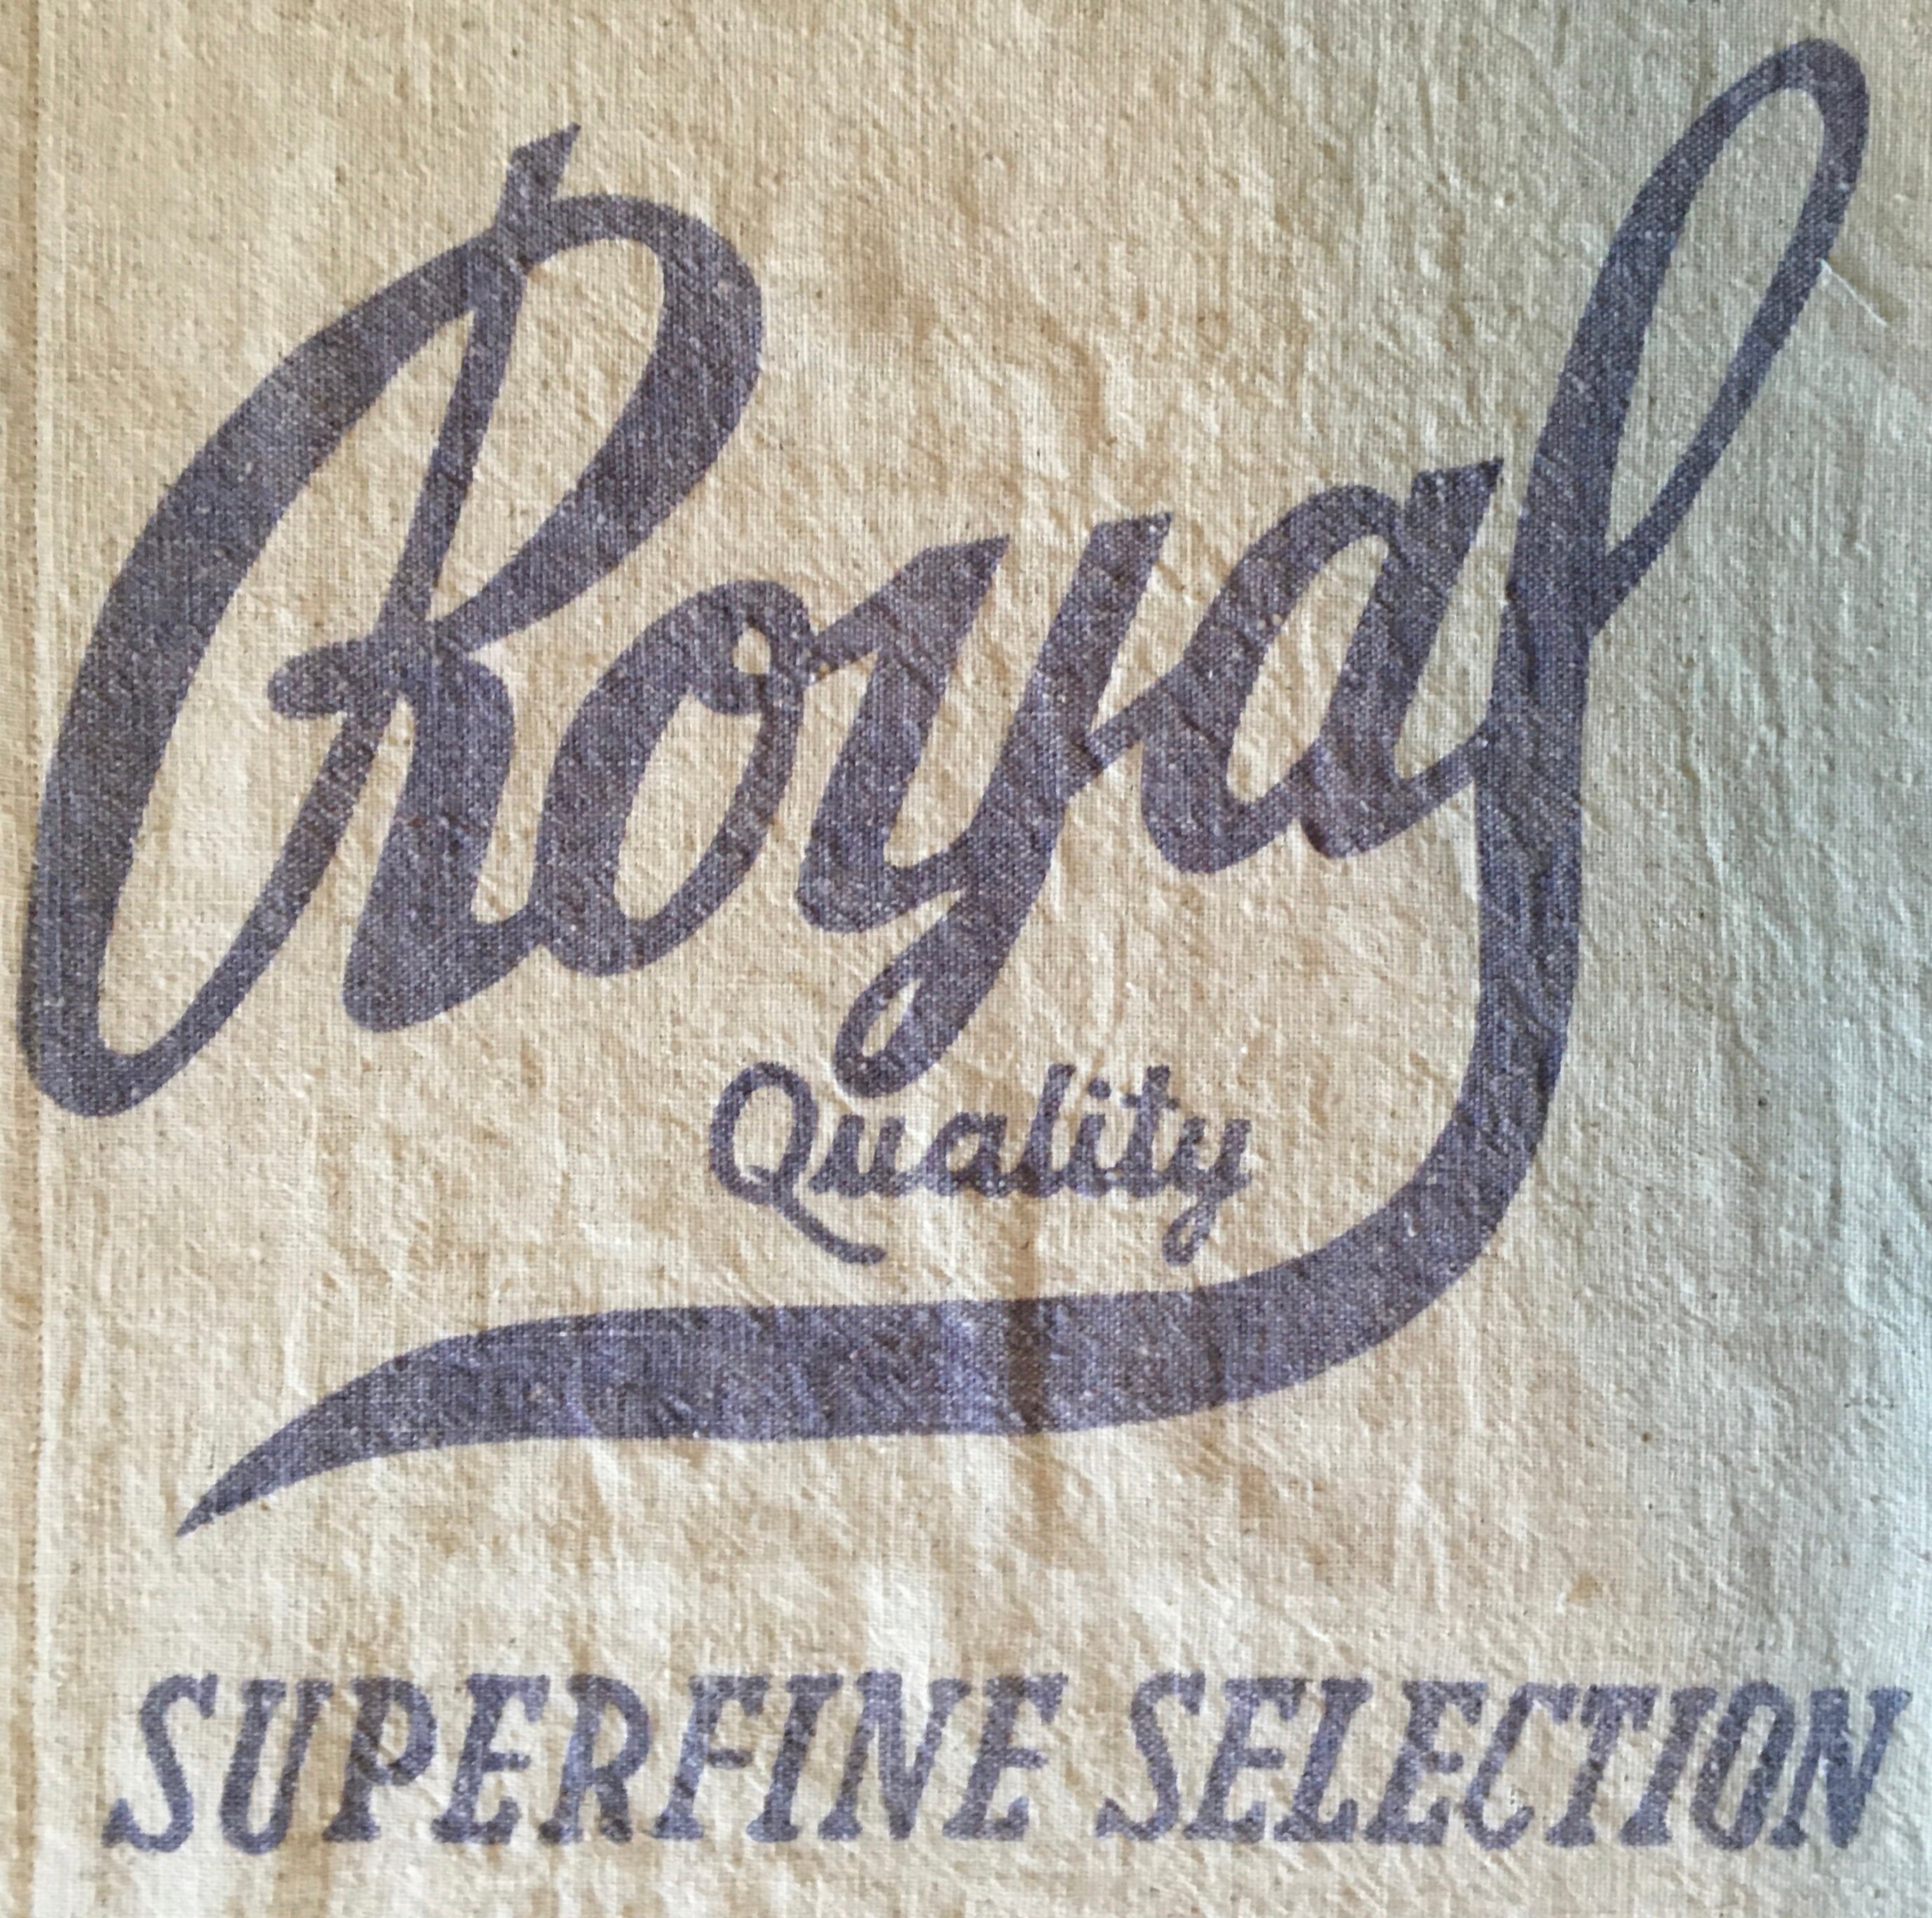 Royal
Quality
SUPERFINE SELECTION